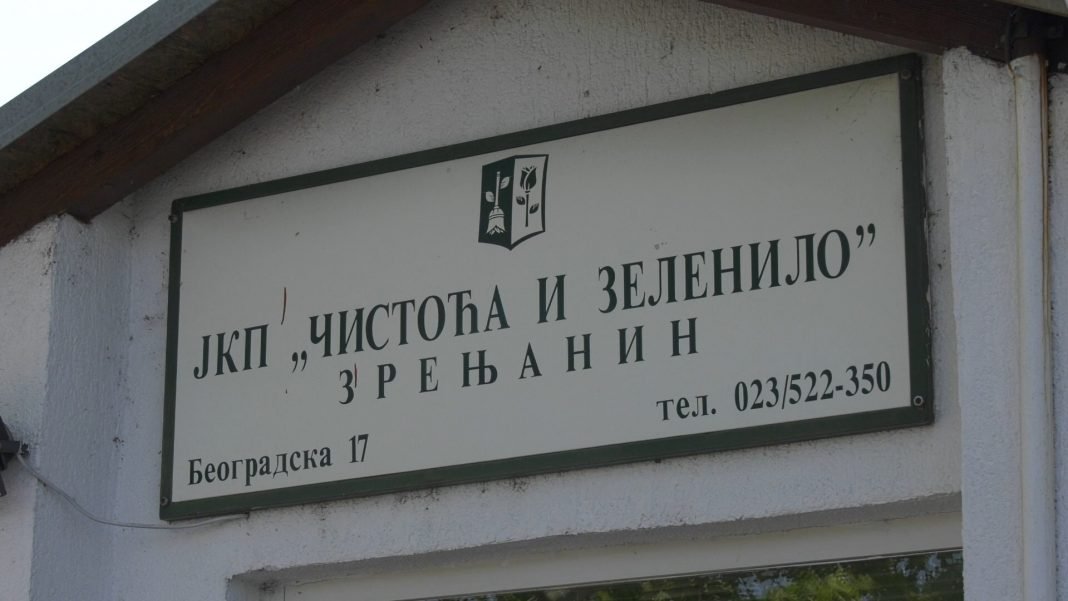 ЈКП „ЧИСТОЋА И ЗЕЛЕНИЛО”
ЗРЕЊАНИН
тел. 023/522-350
Београдска 17